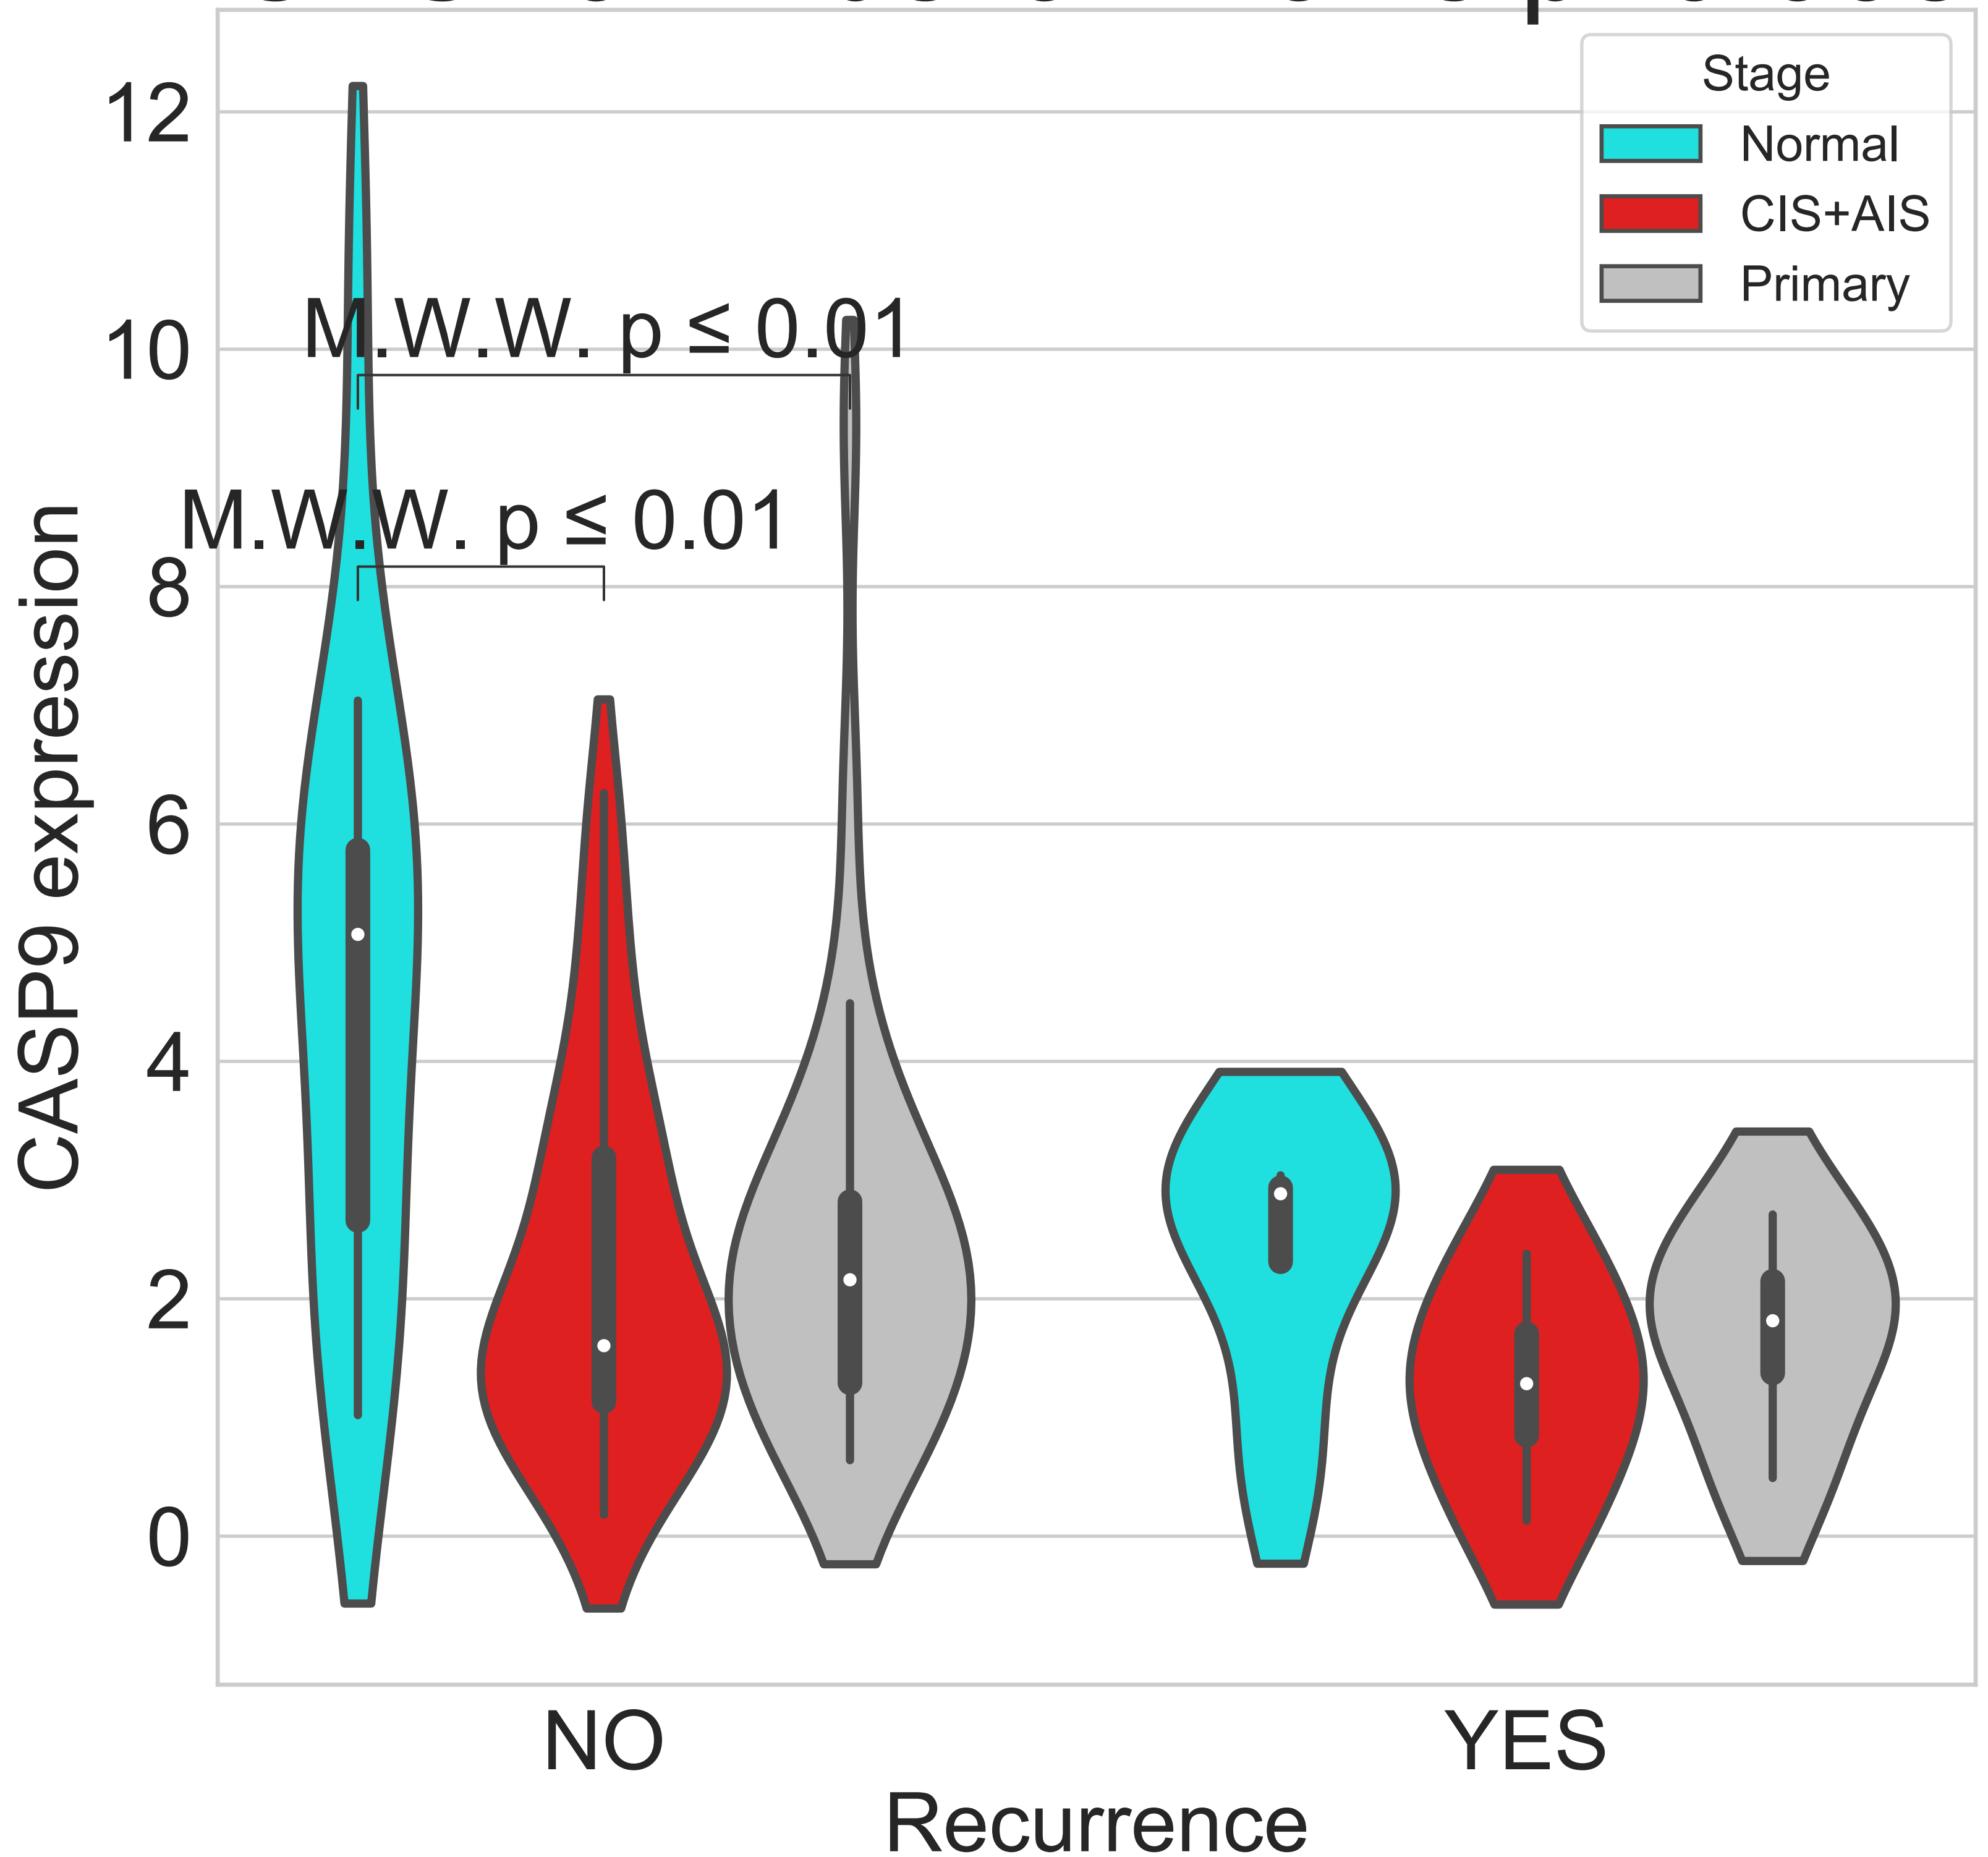 Stage
Normal
CIS+AIS
Primary
12
10
8
6
4
2
0
M.W.W. p ≤ 0.01
M.W.W. p ≤ 0.01
CASP9 expression
NO
YES
Recurrence